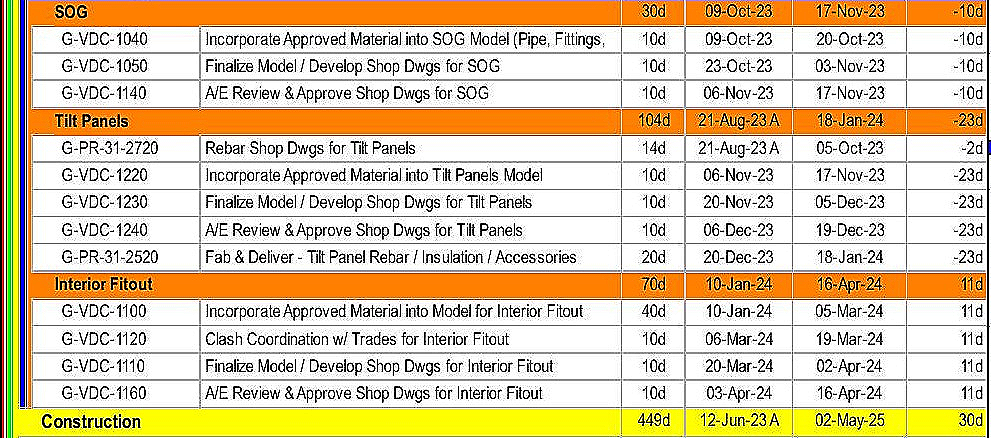 SOG 30d 09-Oct-23 17-Nov-23 -10d
G-VDC-1040 Incorporate Approved Material into SOG Model (Pipe, Fittings, 10d 09-Oct-23 20-Oct-23 -10d
G-VDC-1050 Finalize Model / Develop Shop Dwgs for SOG 10d 23-Oct-23 03-Nov-23 -10d
G-VDC-1140 A/E Review & Approve Shop Dwgs for SOG 10d 06-Nov-23 17-Nov-23 -10d
Tilt Panels 104d 21-Aug-23 A 18-Jan-24 -23d
G-PR-31-2720 Rebar Shop Dwgs for Tilt Panels 14d 21-Aug-23 A 05-Oct-23 -2d
G-VDC-1220 Incorporate Approved Material into Tilt Panels Model 10d 06-Nov-23 17-Nov-23 -23d
G-VDC-1230 Finalize Model / Develop Shop Dwgs for Tilt Panels 10d 20-Nov-23 05-Dec-23 -23d
G-VDC-1240 A/E Review & Approve Shop Dwgs for Tilt Panels 10d 06-Dec-23 19-Dec-23 -23d
G-PR-31-2520 Fab & Deliver - Tilt Panel Rebar / Insulation / Accessories 20d 20-Dec-23 18-Jan-24 -23d
Interior Fitout 70d 10-Jan-24 16-Apr-24 11d
G-VDC-1100 Incorporate Approved Material into Model for Interior Fitout 40d 10-Jan-24 05-Mar-24 11d
G-VDC-1120 Clash Coordination w/ Trades for Interior Fitout 10d 06-Mar-24 19-Mar-24 11d
G-VDC-1110 Finalize Model / Develop Shop Dwgs for Interior Fitout 10d 20-Mar-24 02-Apr-24 11d
G-VDC-1160 A/E Review & Approve Shop Dwgs for Interior Fitout 10d 03-Apr-24 16-Apr-24 11d
Construction 449d 12-Jun-23 A 02-May-25 30d